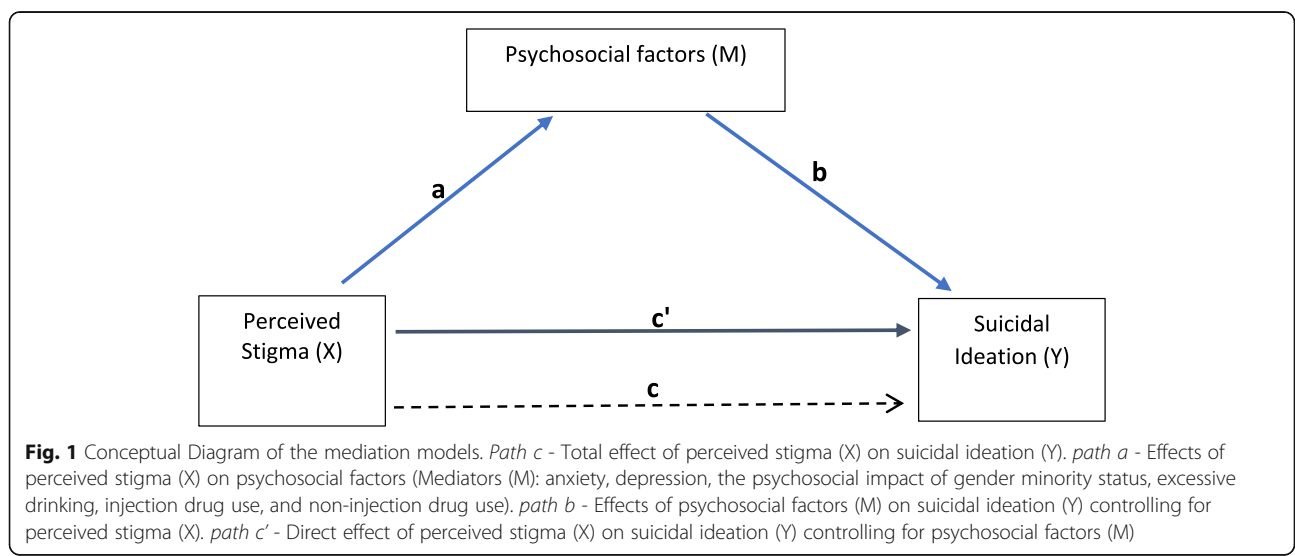 Psychosocial factors (M)
a
b
Perceived
Stigma (X)
c'
Suicidal
Ideation (Y)
c
Fig. 1 Conceptual Diagram of the mediation models. Path c - Total effect of perceived stigma (X) on suicidal ideation (Y). path a - Effects of
perceived stigma (X) on psychosocial factors (Mediators (M): anxiety, depression, the psychosocial impact of gender minority status, excessive
drinking, injection drug use, and non-injection drug use). path b - Effects of psychosocial factors (M) on suicidal ideation (Y) controlling for
perceived stigma (X). path c’ - Direct effect of perceived stigma (X) on suicidal ideation (Y) controlling for psychosocial factors (M)